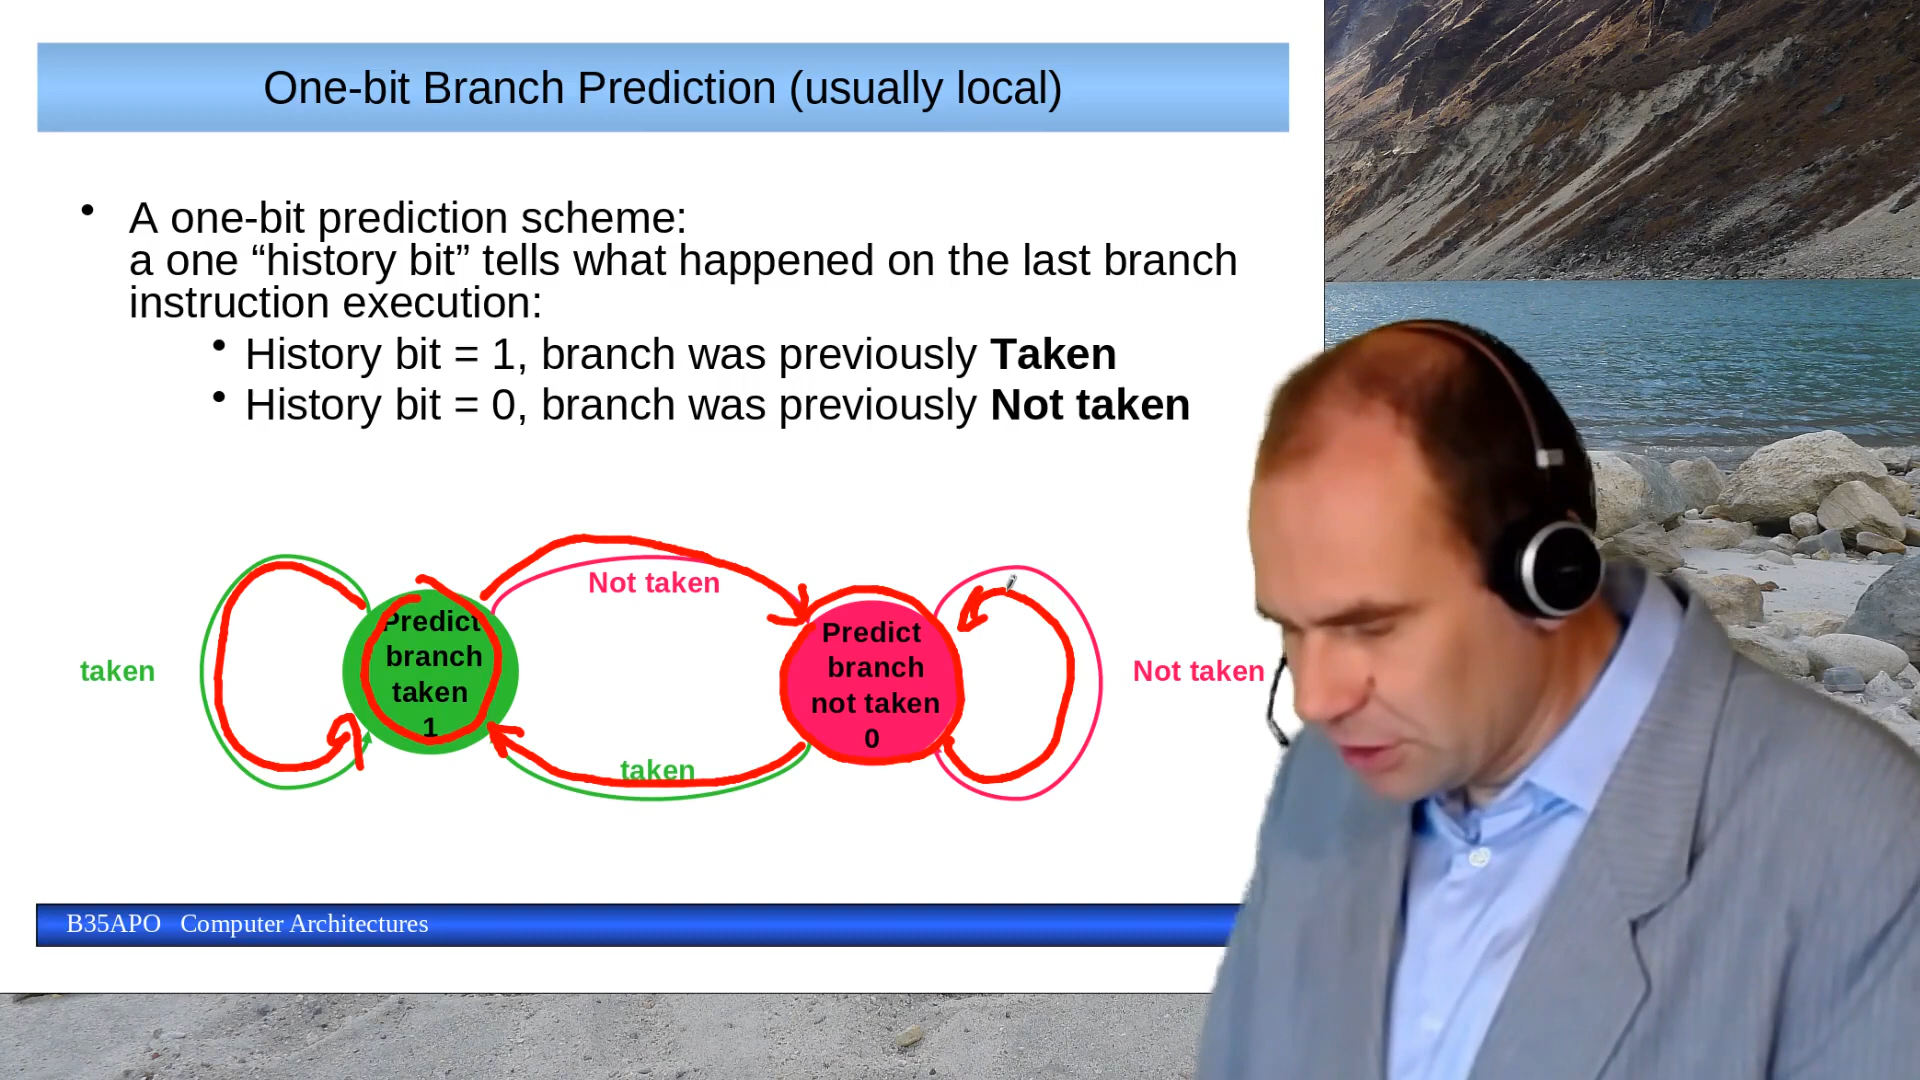 One-bit Branch Prediction (usually local)
• A one-bit prediction scheme:
a one “history bit” tells what happened on the last branch
instruction execution:
• History bit = 1, branch was previously Taken
• History bit = 0, branch was previously Not taken
Not taken
Predict
branch
taken
1
Predict
branch
not taken
0
taken
Not taken
taken
B35APO Computer Architectures